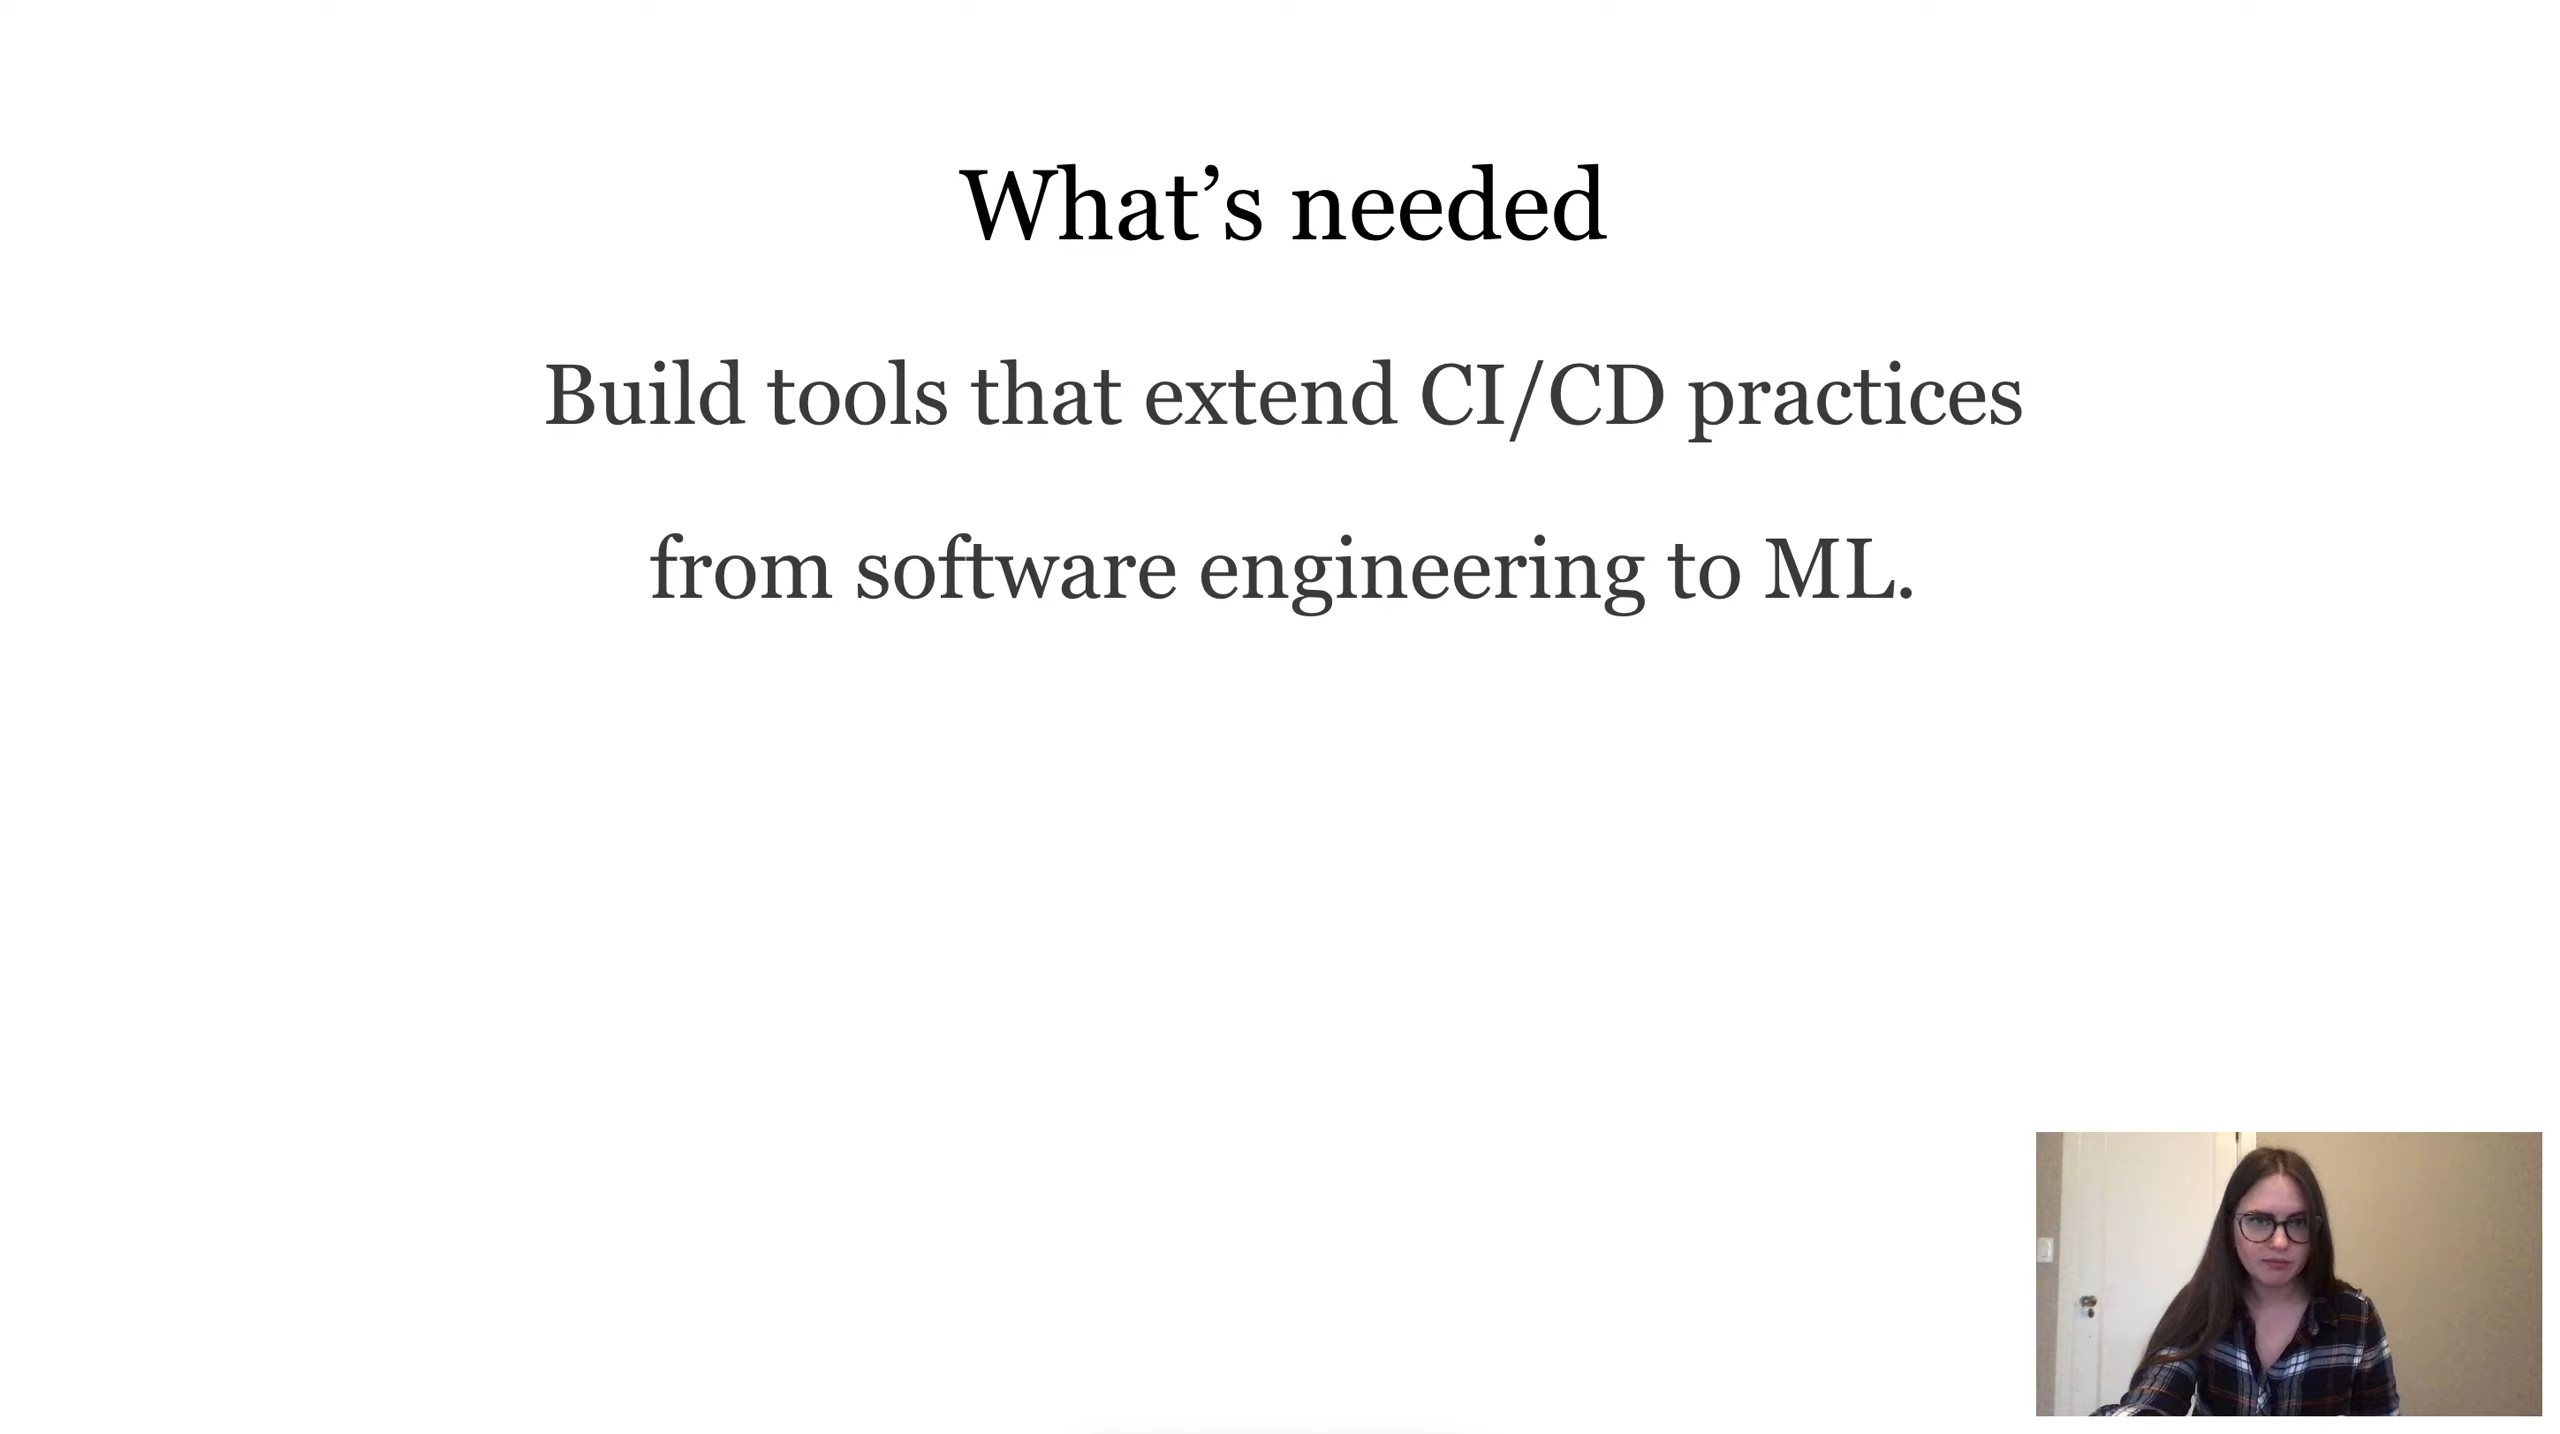 What’s needed
Build tools that extend CI/CD practices
from software engineering to ML.